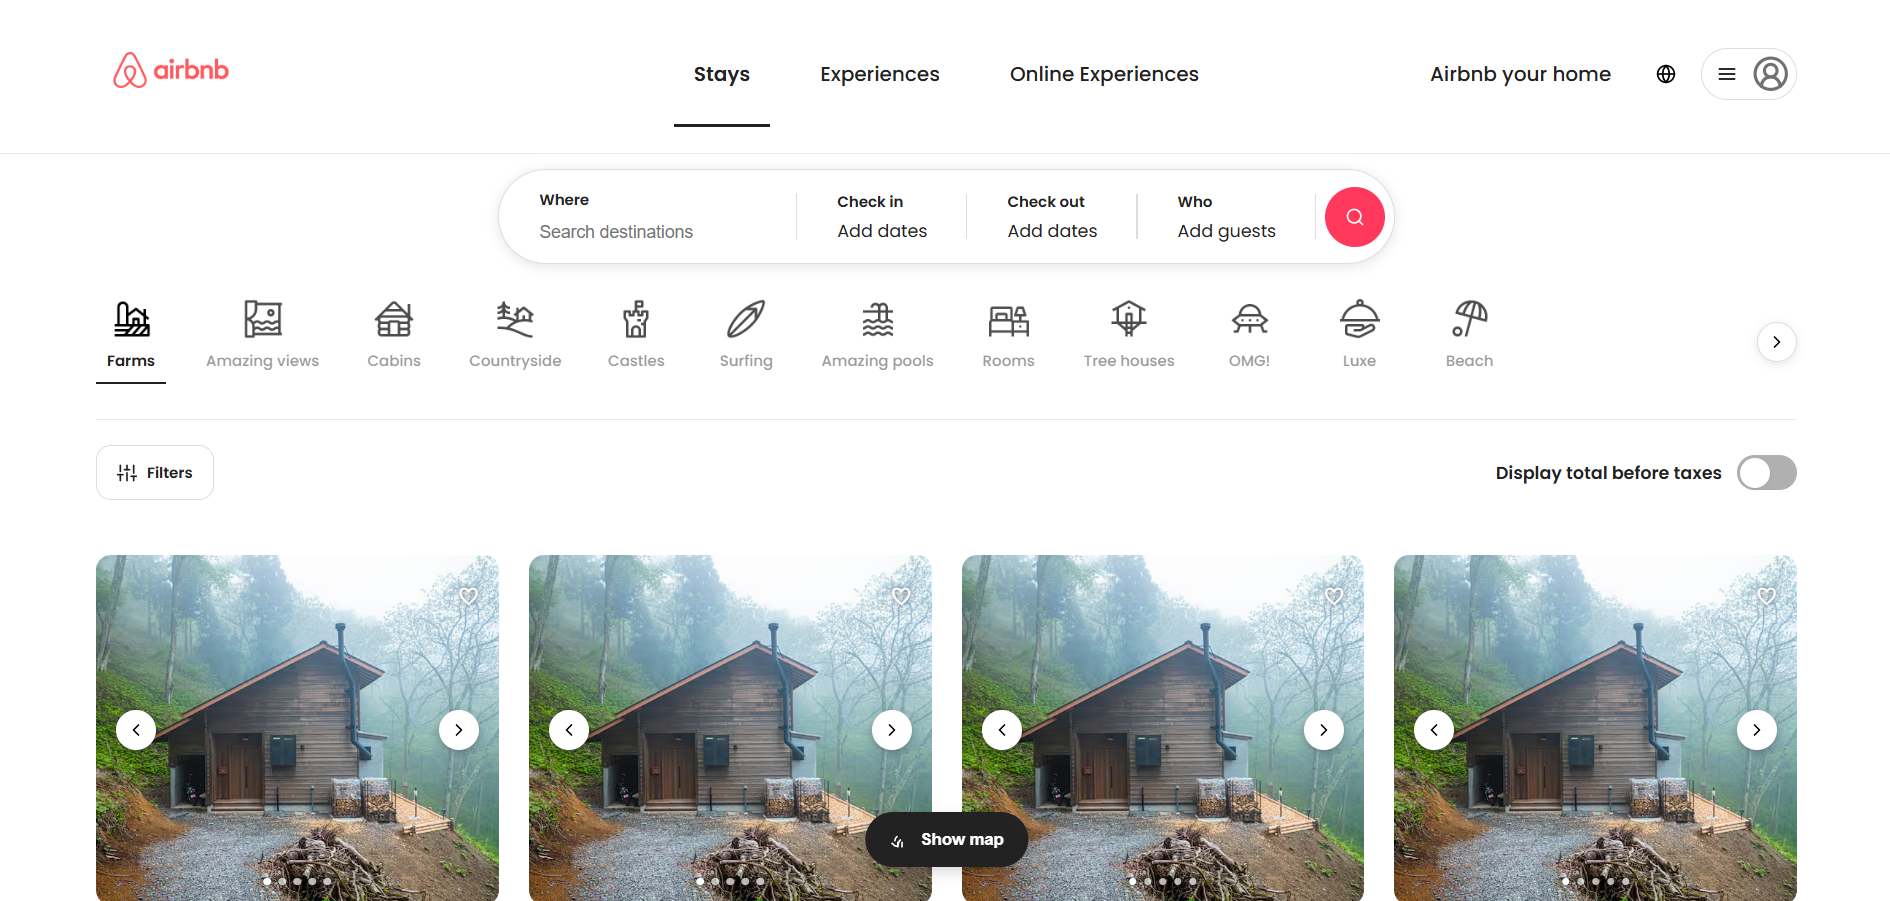 airbnb
Stays Experiences Online Experiences
Airbnb your home
Where Check in Check out Who
Search destinations Add dates Add dates Add guests
Farms Amazing views Cabins Countryside Castles Surfing Amazing pools Rooms Tree houses OMG! Luxe Beach
Filters
Display total before taxes
Show map